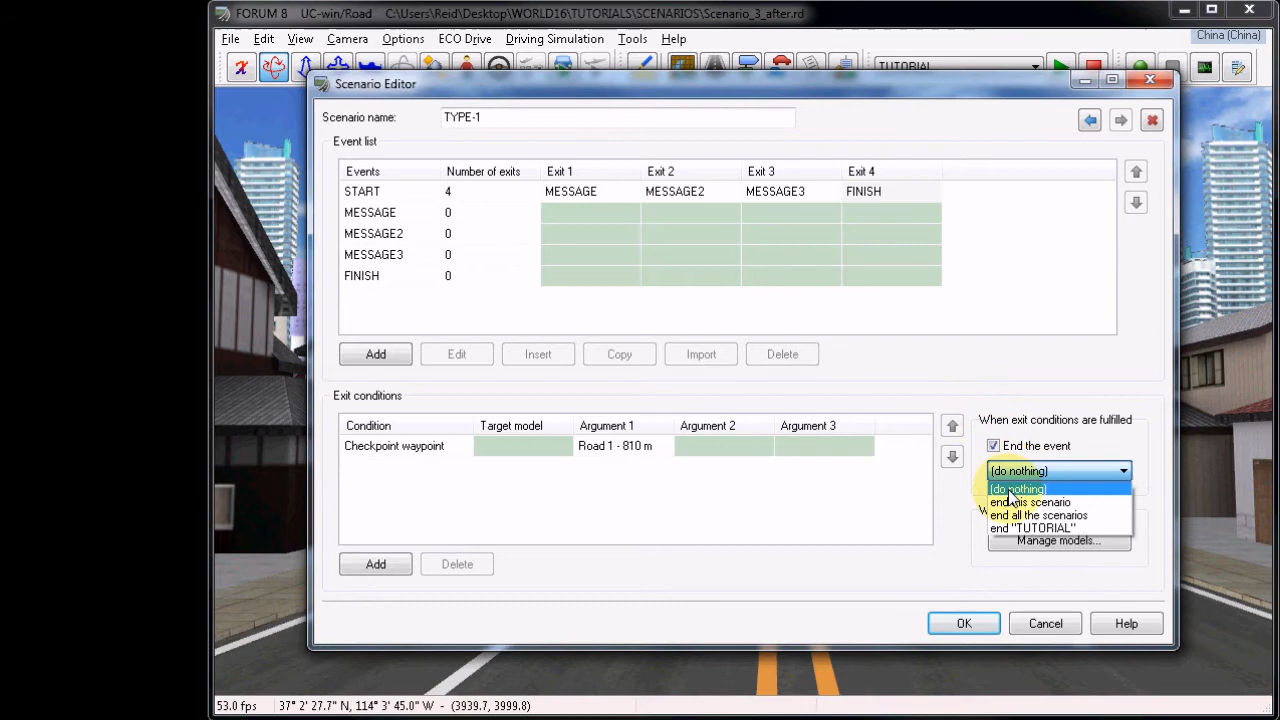 FORUM 8 UC-win/Road C:\Users\Reid\Desktop\WORLD16\TUTORIALS\SCENARIOS\Scenario_3_after.rd
China (China)
File Edit View Camera Options ECO Drive Driving Simulation Tools Help
TUTORIAL
Scenario Editor
Scenario name: TYPE-1
Event list
Events Number of exits Exit 1 Exit 2 Exit 3 Exit 4
START 4 MESSAGE MESSAGE2 MESSAGE3 FINISH
MESSAGE 0
MESSAGE2 0
MESSAGE3 0
FINISH 0
Add Edit Insert Copy Import Delete
Exit conditions
Condition Target model Argument 1 Argument 2 Argument 3
Checkpoint waypoint Road 1 - 810 m
Add Delete
When exit conditions are fulfilled
End the event
(do nothing)
(do nothing)
end this scenario
end all the scenarios
end "TUTORIAL"
Manage models...
OK Cancel Help
53.0 fps 37° 2' 27.7" N, 114° 3' 45.0" W - (3939.7, 3999.8)